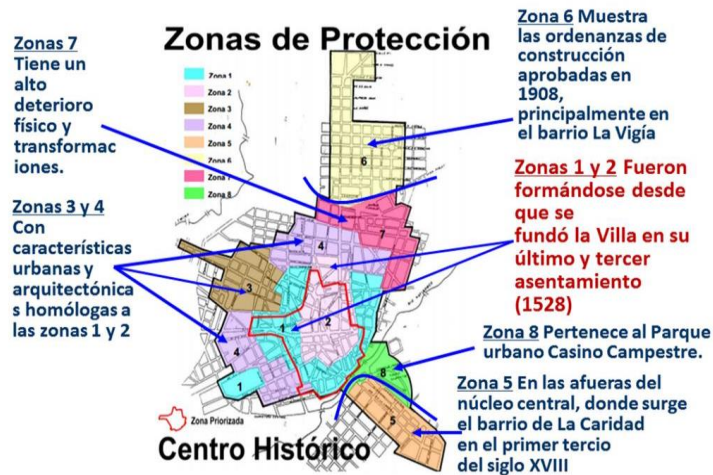 Zonas de Protección
Zonas 7
Tiene un
alto
deterioro
físico y
transformac
iones.
Zonas 3 y 4
Con
características
urbanas y
arquitectónica
s homólogas a
las zonas 1 y 2
Zona 1
Zona 2
Zona 3
Zona 4
Zona 5
Zona 6
Zona 7
Zona 8
6
7
4
3
1
2
4
1
8
5
Zona 6 Muestra
las ordenanzas de
construcción
aprobadas en
1908,
principalmente en
el barrio La Vigía
Zonas 1 y 2 Fueron
formándose desde
que se
fundó la Villa en su
último y tercer
asentamiento
(1528)
Zona 8 Pertenece al Parque
urbano Casino Campestre.
Zona 5 En las afueras del
núcleo central, donde surge
el barrio de La Caridad
en el primer tercio
del siglo XVIII
Zona Priorizada
Centro Histórico